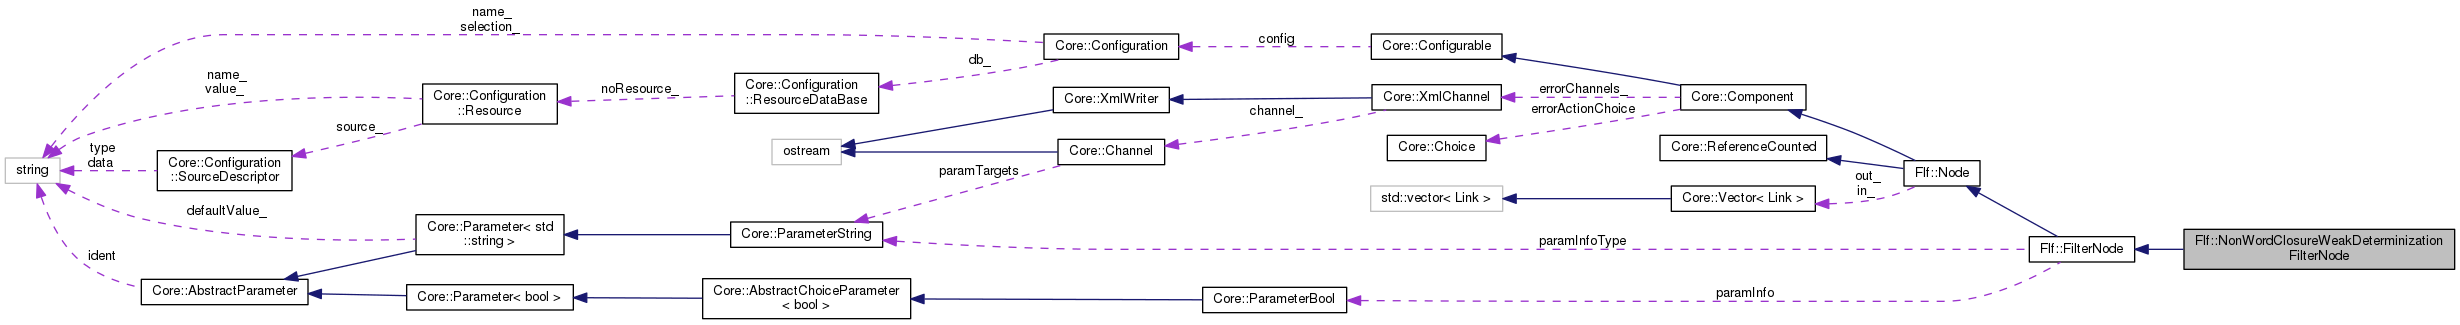 name_
selection_
Core::Configuration
config
Core::Configurable
name_
value_
db_
Core::Configuration
::Resource
noResource_
Core::Configuration
::ResourceDataBase
Core::XmlWriter
Core::XmlChannel
errorChannels_
errorActionChoice
Core::Component
source_
channel_
type
data
string
Core::Configuration
::SourceDescriptor
ostream
Core::Channel
Core::Choice
Core::ReferenceCounted
Flf::Node
paramTargets
out_
in_
std::vector< Link >
Core::Vector< Link >
defaultValue_
Core::Parameter< std
::string >
Core::ParameterString
paramInfoType
Flf::FilterNode
Flf::NonWordClosureWeakDeterminization
FilterNode
ident
Core::AbstractParameter
Core::Parameter< bool >
Core::AbstractChoiceParameter
< bool >
Core::ParameterBool
paramInfo